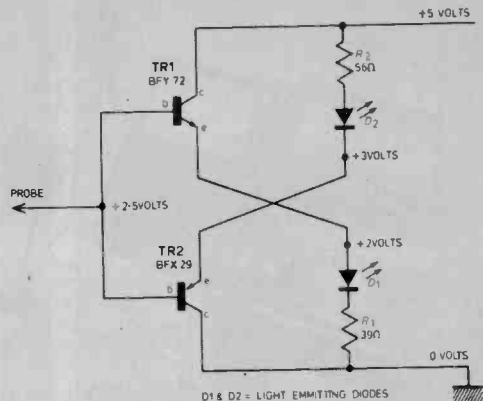 +5 VOLTS
R2
56Ω
TR1
BFY 72
c
b
e
D2
+3VOLTS
PROBE
+2·5VOLTS
+2VOLTS
TR2
BFX 29
e
b
c
D1
R1
39Ω
0 VOLTS
D1 & D2 = LIGHT EMMITITNG DIODES